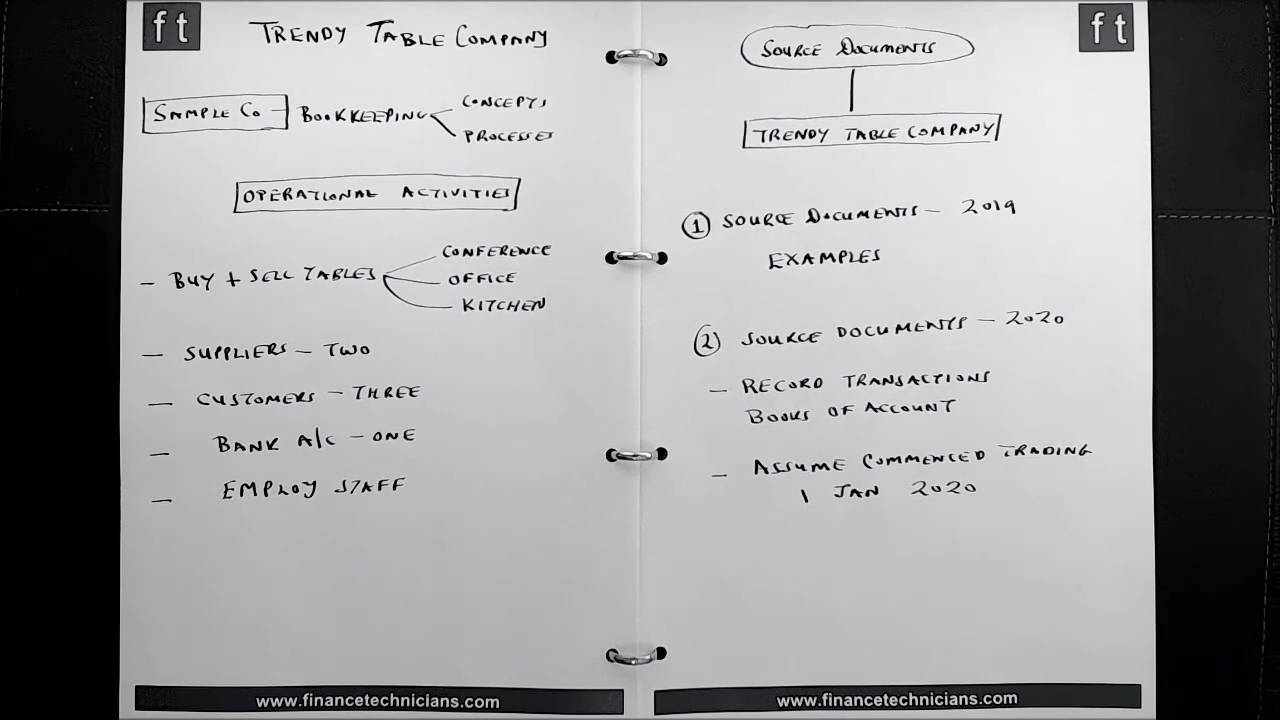 ft
TRENDY TABLE COMPANY
SAMPLE CO — BOOKKEEPING
CONCEPTS
PROCESSES
OPERATIONAL ACTIVITIES
— BUY + SELL TABLES
CONFERENCE
OFFICE
KITCHEN
— SUPPLIERS — TWO
— CUSTOMERS — THREE
— BANK A/C — ONE
— EMPLOY STAFF
www.financetechnicians.com
ft
SOURCE DOCUMENTS
TRENDY TABLE COMPANY
1 SOURCE DOCUMENTS — 2019
EXAMPLES
2 SOURCE DOCUMENTS — 2020
— RECORD TRANSACTIONS
BOOKS OF ACCOUNT
— ASSUME COMMENCED TRADING
1 JAN 2020
www.financetechnicians.com